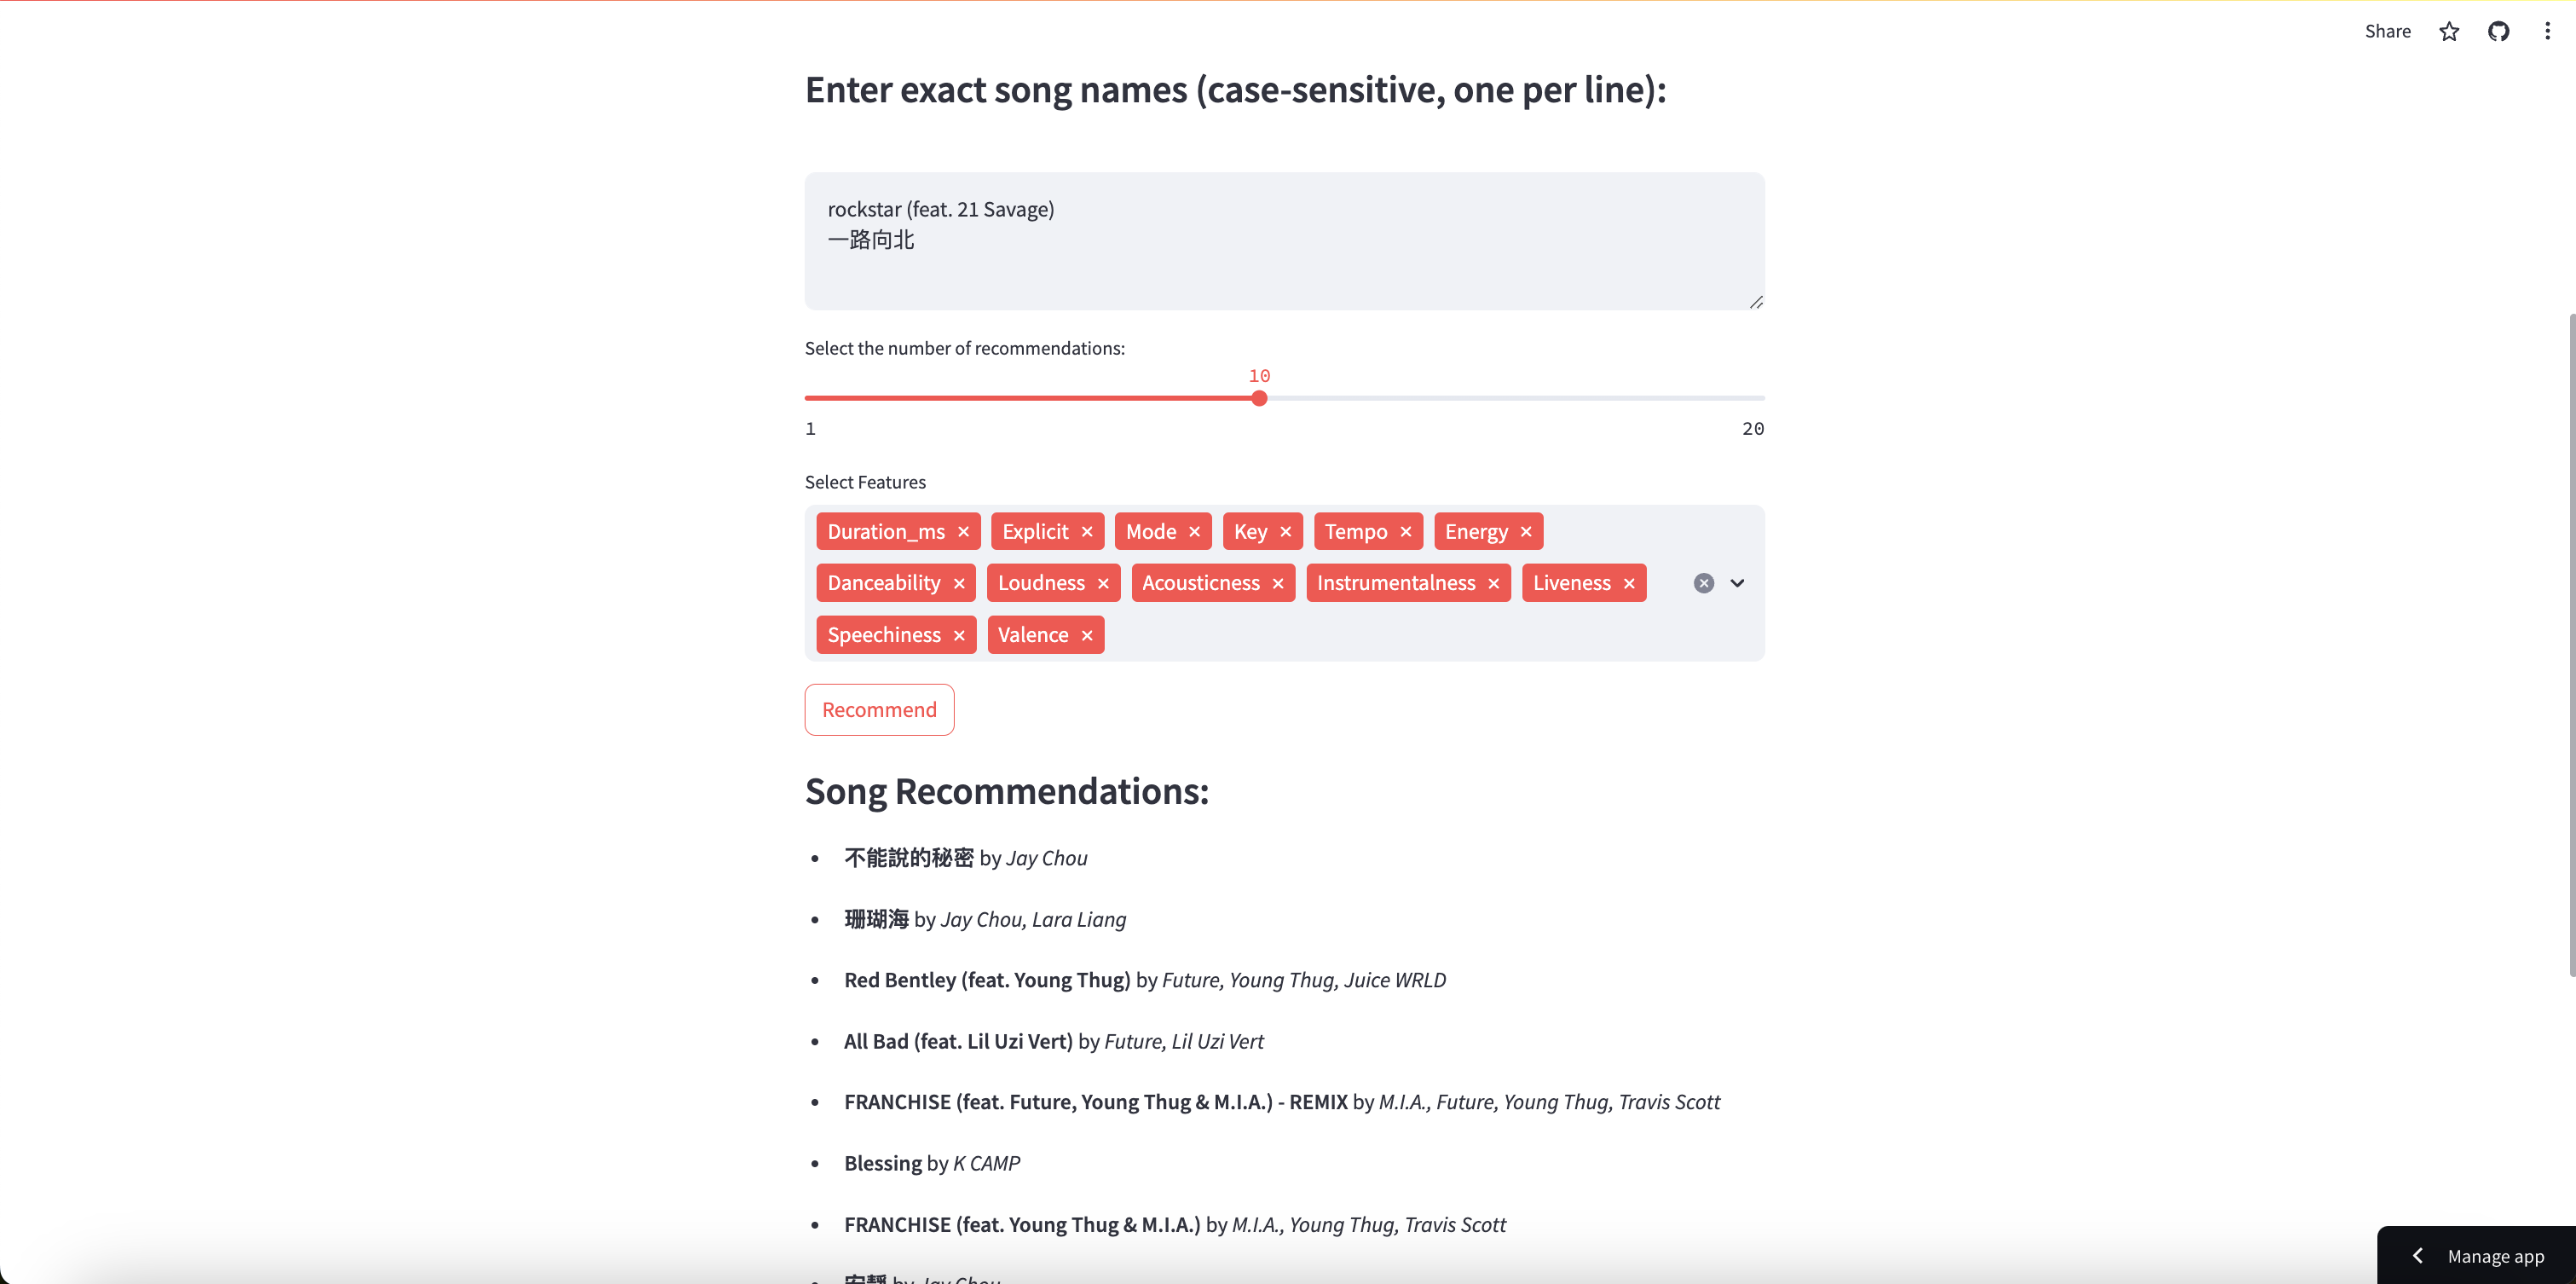 Share
Enter exact song names (case-sensitive, one per line):
rockstar (feat. 21 Savage)
一路向北
Select the number of recommendations:
10
1 20
Select Features
Duration_ms Explicit Mode Key Tempo Energy
Danceability Loudness Acousticness Instrumentalness Liveness
Speechiness Valence
Recommend
Song Recommendations:
不能說的秘密 by Jay Chou
珊瑚海 by Jay Chou, Lara Liang
Red Bentley (feat. Young Thug) by Future, Young Thug, Juice WRLD
All Bad (feat. Lil Uzi Vert) by Future, Lil Uzi Vert
FRANCHISE (feat. Future, Young Thug & M.I.A.) - REMIX by M.I.A., Future, Young Thug, Travis Scott
Blessing by K CAMP
FRANCHISE (feat. Young Thug & M.I.A.) by M.I.A., Young Thug, Travis Scott
安靜 by Jay Chou
Manage app